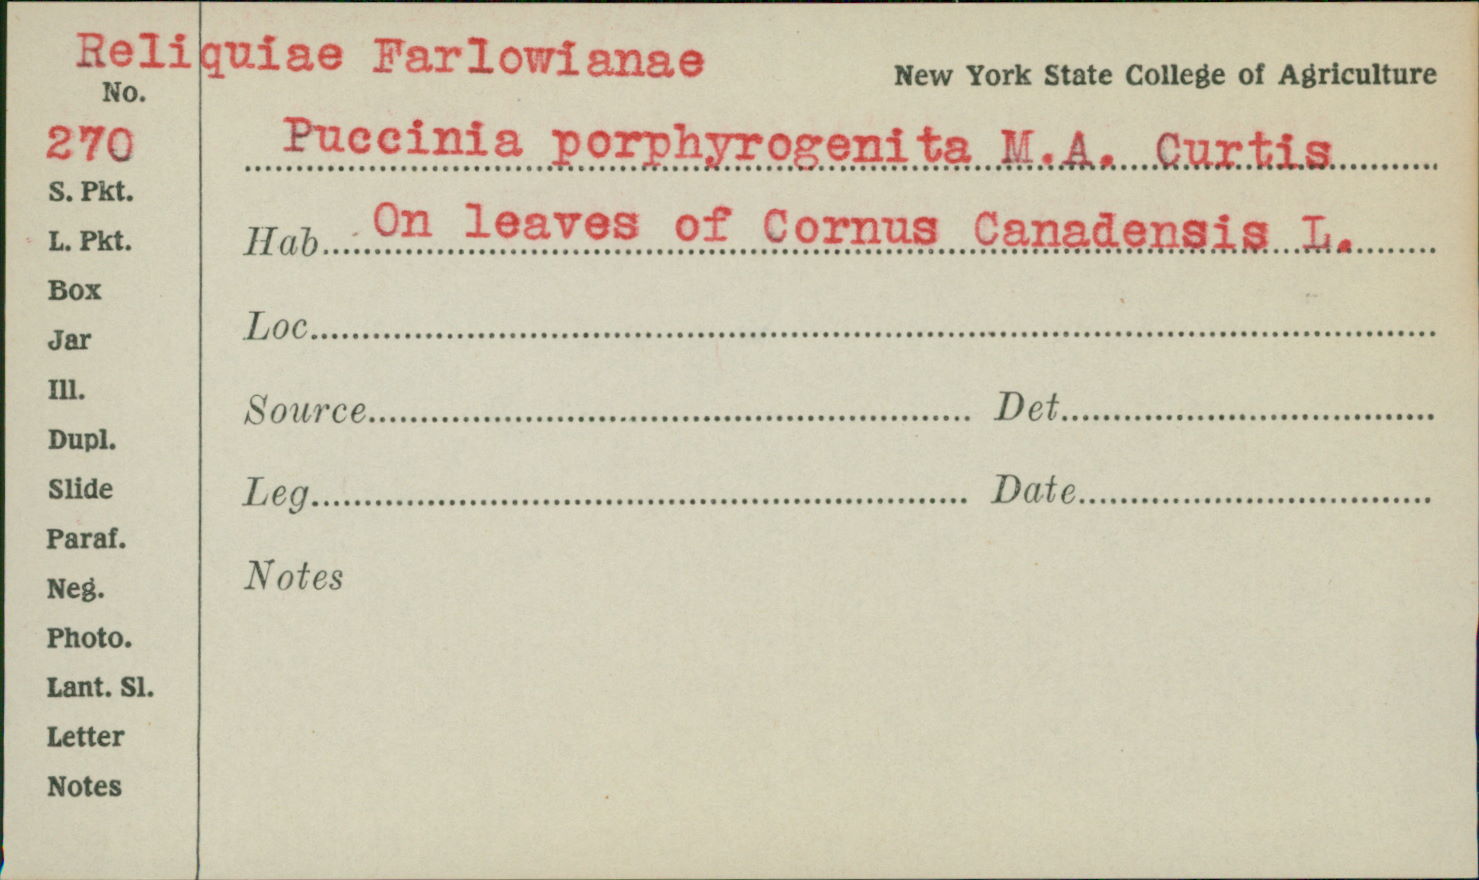 Reliquiae Farlowianae
New York State College of Agriculture
No.
270
Puccinia porphyrogenita M.A. Curtis
S. Pkt.
L. Pkt.
Hab. On leaves of Cornus Canadensis L.
Box
Loc.
Jar
Ill.
Source
Det.
Dupl.
Slide
Leg.
Date
Paraf.
Notes
Neg.
Photo.
Lant. Sl.
Letter
Notes